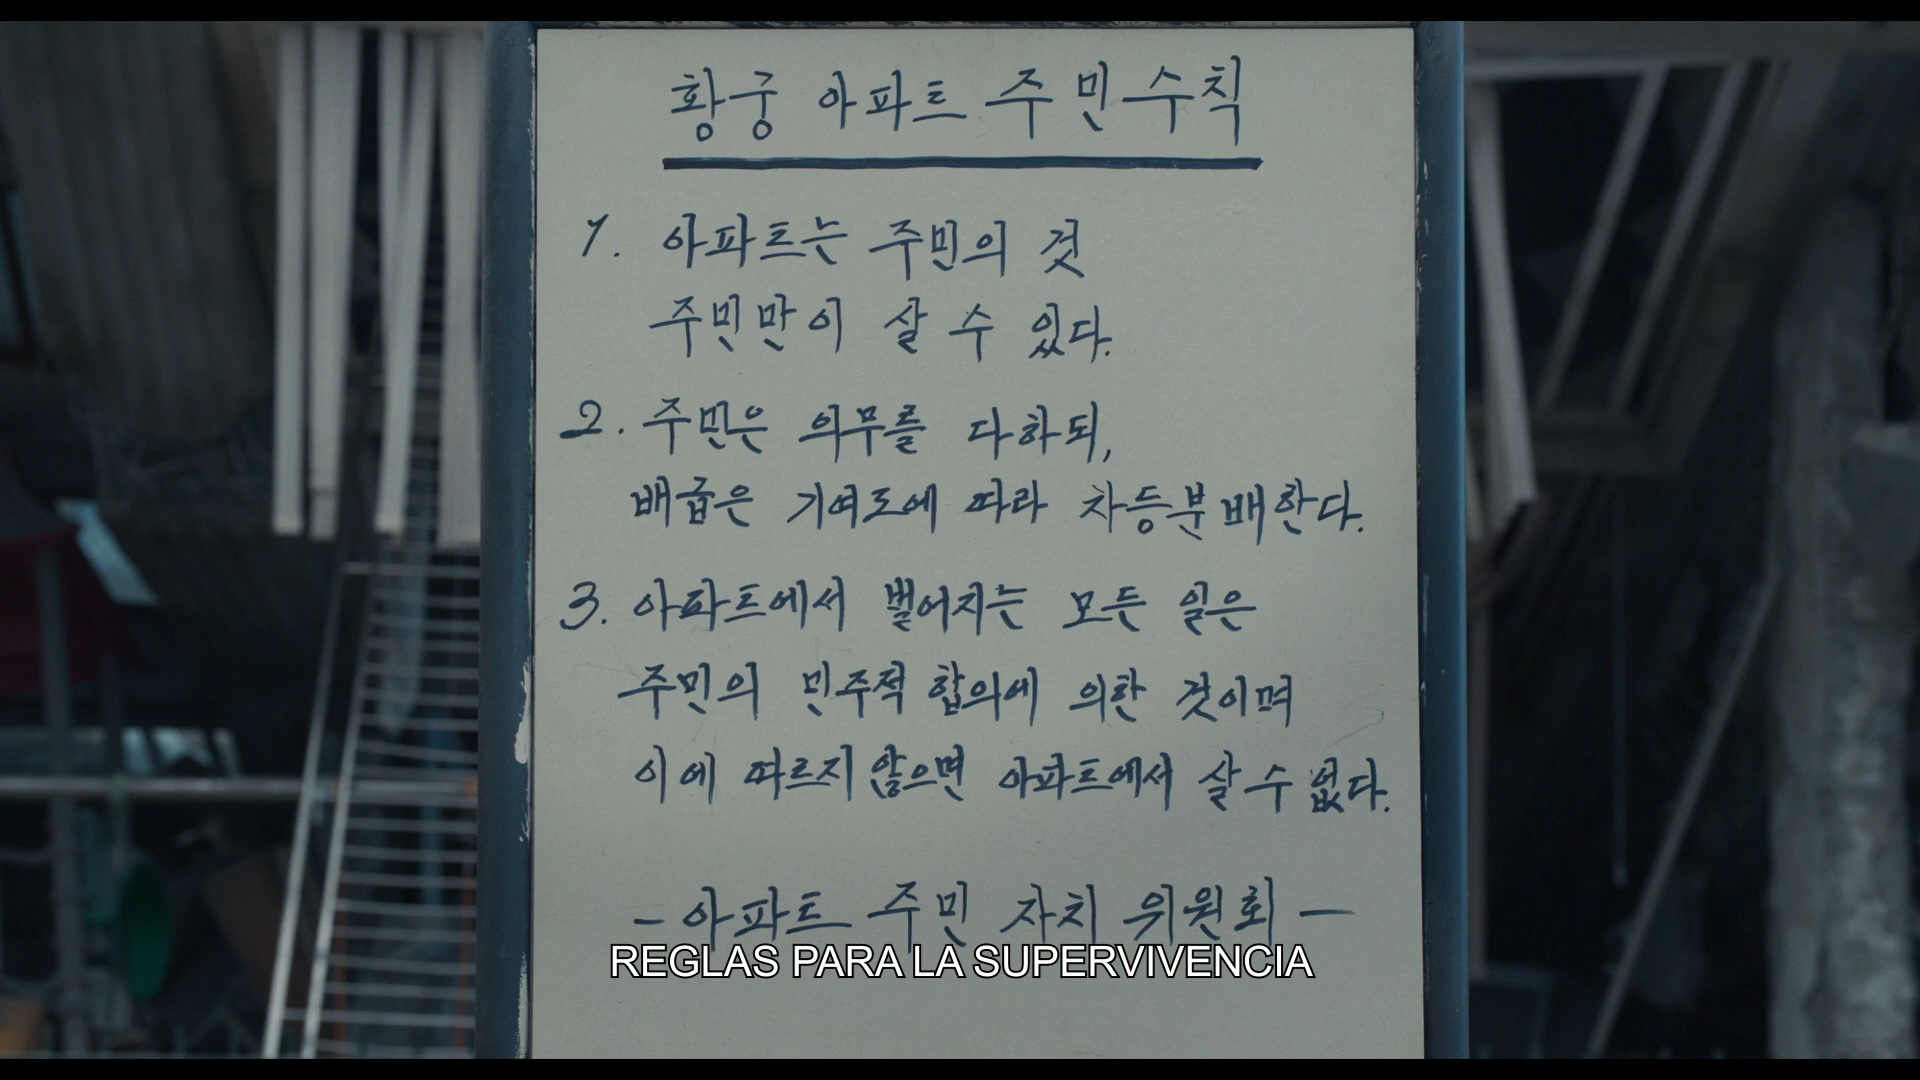 황궁 아파트 주민수칙
1. 아파트는 주민의 것
주민만이 살 수 있다.
2. 주민은 의무를 다하되,
배급은 기여도에 따라 차등분배한다.
3. 아파트에서 벌어지는 모든 일은
주민의 민주적 합의에 의한 것이며
이에 따르지 않으면 아파트에서 살 수 없다.
- 아파트 주민 자치 위원회 -
REGLAS PARA LA SUPERVIVENCIA